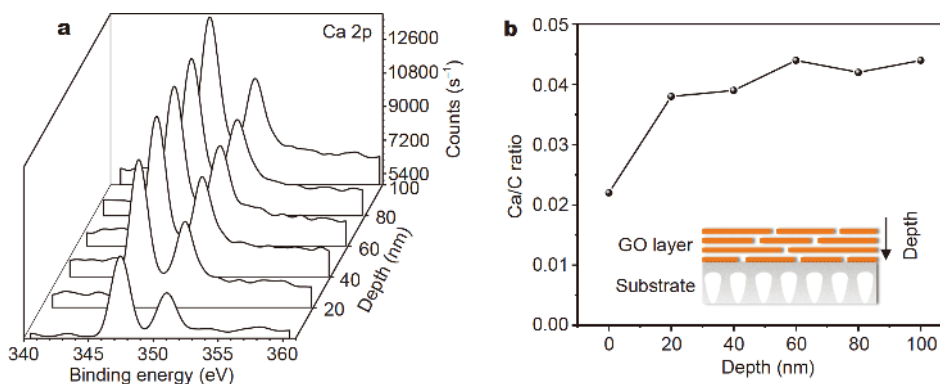 a
Ca 2p
12600
10800
9000
7200
5400
Counts (s⁻¹)
100
80
60
40
20
Depth (nm)
340
345
350
355
360
Binding energy (eV)
b
0.05
0.04
0.03
0.02
0.01
0.00
Ca/C ratio
GO layer
Substrate
Depth
0
20
40
60
80
100
Depth (nm)